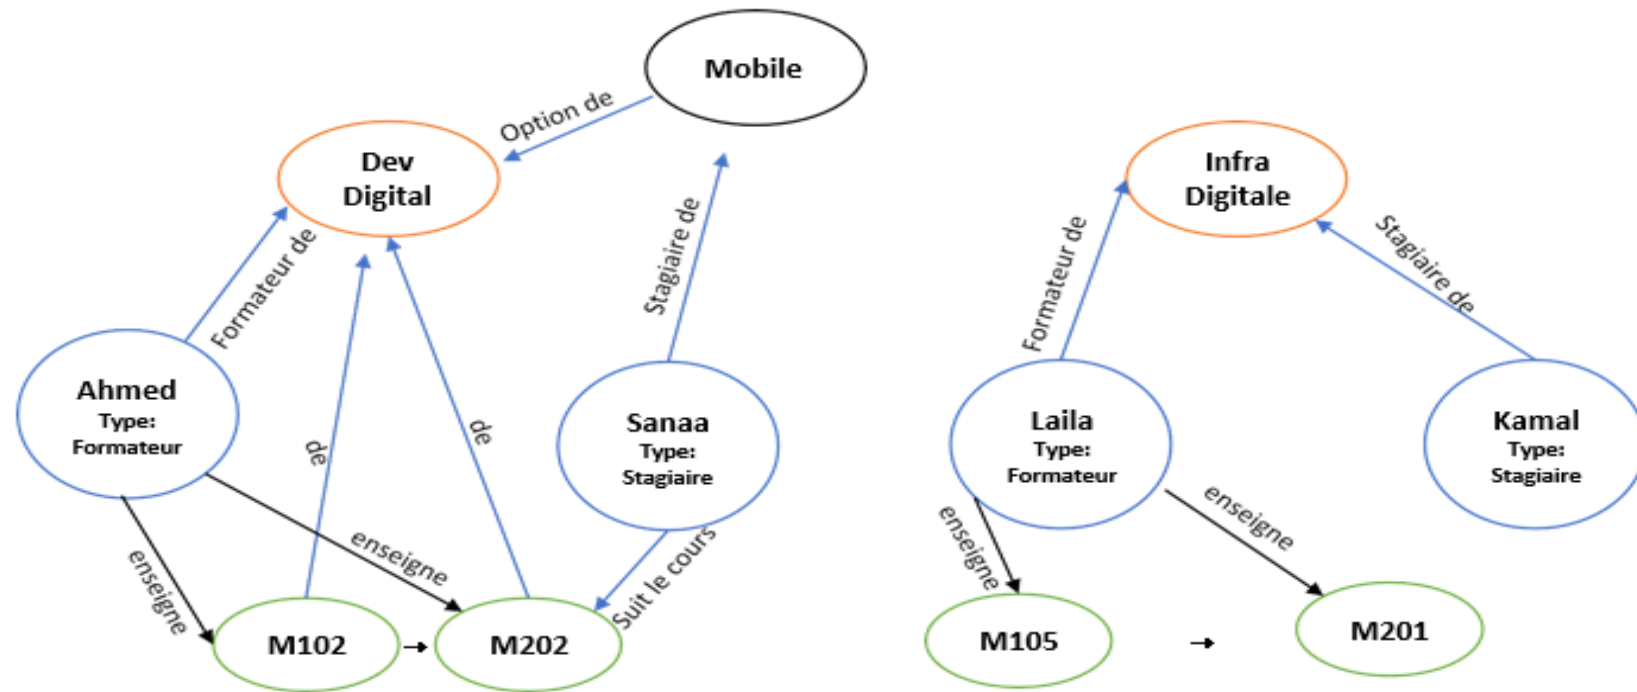 Mobile
Option de
Dev
Digital
Infra
Digitale
Formateur de
Stagiaire de
Formateur de
Stagiaire de
Ahmed
Type:
Formateur
Sanaa
Type:
Stagiaire
Laila
Type:
Formateur
Kamal
Type:
Stagiaire
de
de
enseigne
enseigne
Suit le cours
enseigne
enseigne
M102
M202
M105
M201